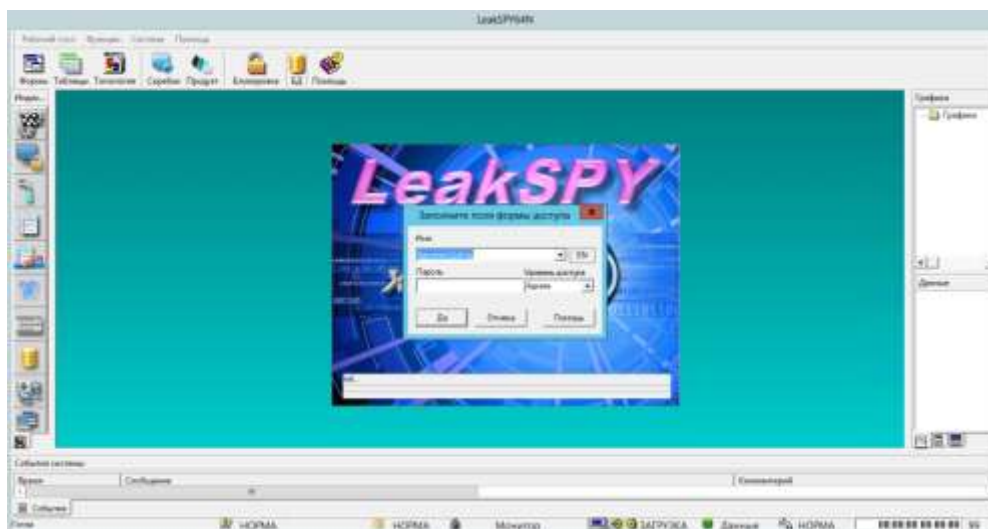 LeakSPY64N
Рабочий стол Функции Система Помощь
Формы Таблицы Технология Серверы Продукт Блокировка БД Помощь
Графики
Графики
LeakSPY
Заполните поля формы доступа
Имя
EN
Пароль
Уровень доступа
Да
Отмена
Помощь
Данные
События системы
Время
Сообщение
Комментарий
События
НОРМА
НОРМА
Монитор
ЗАГРУЗКА
Данные
НОРМА